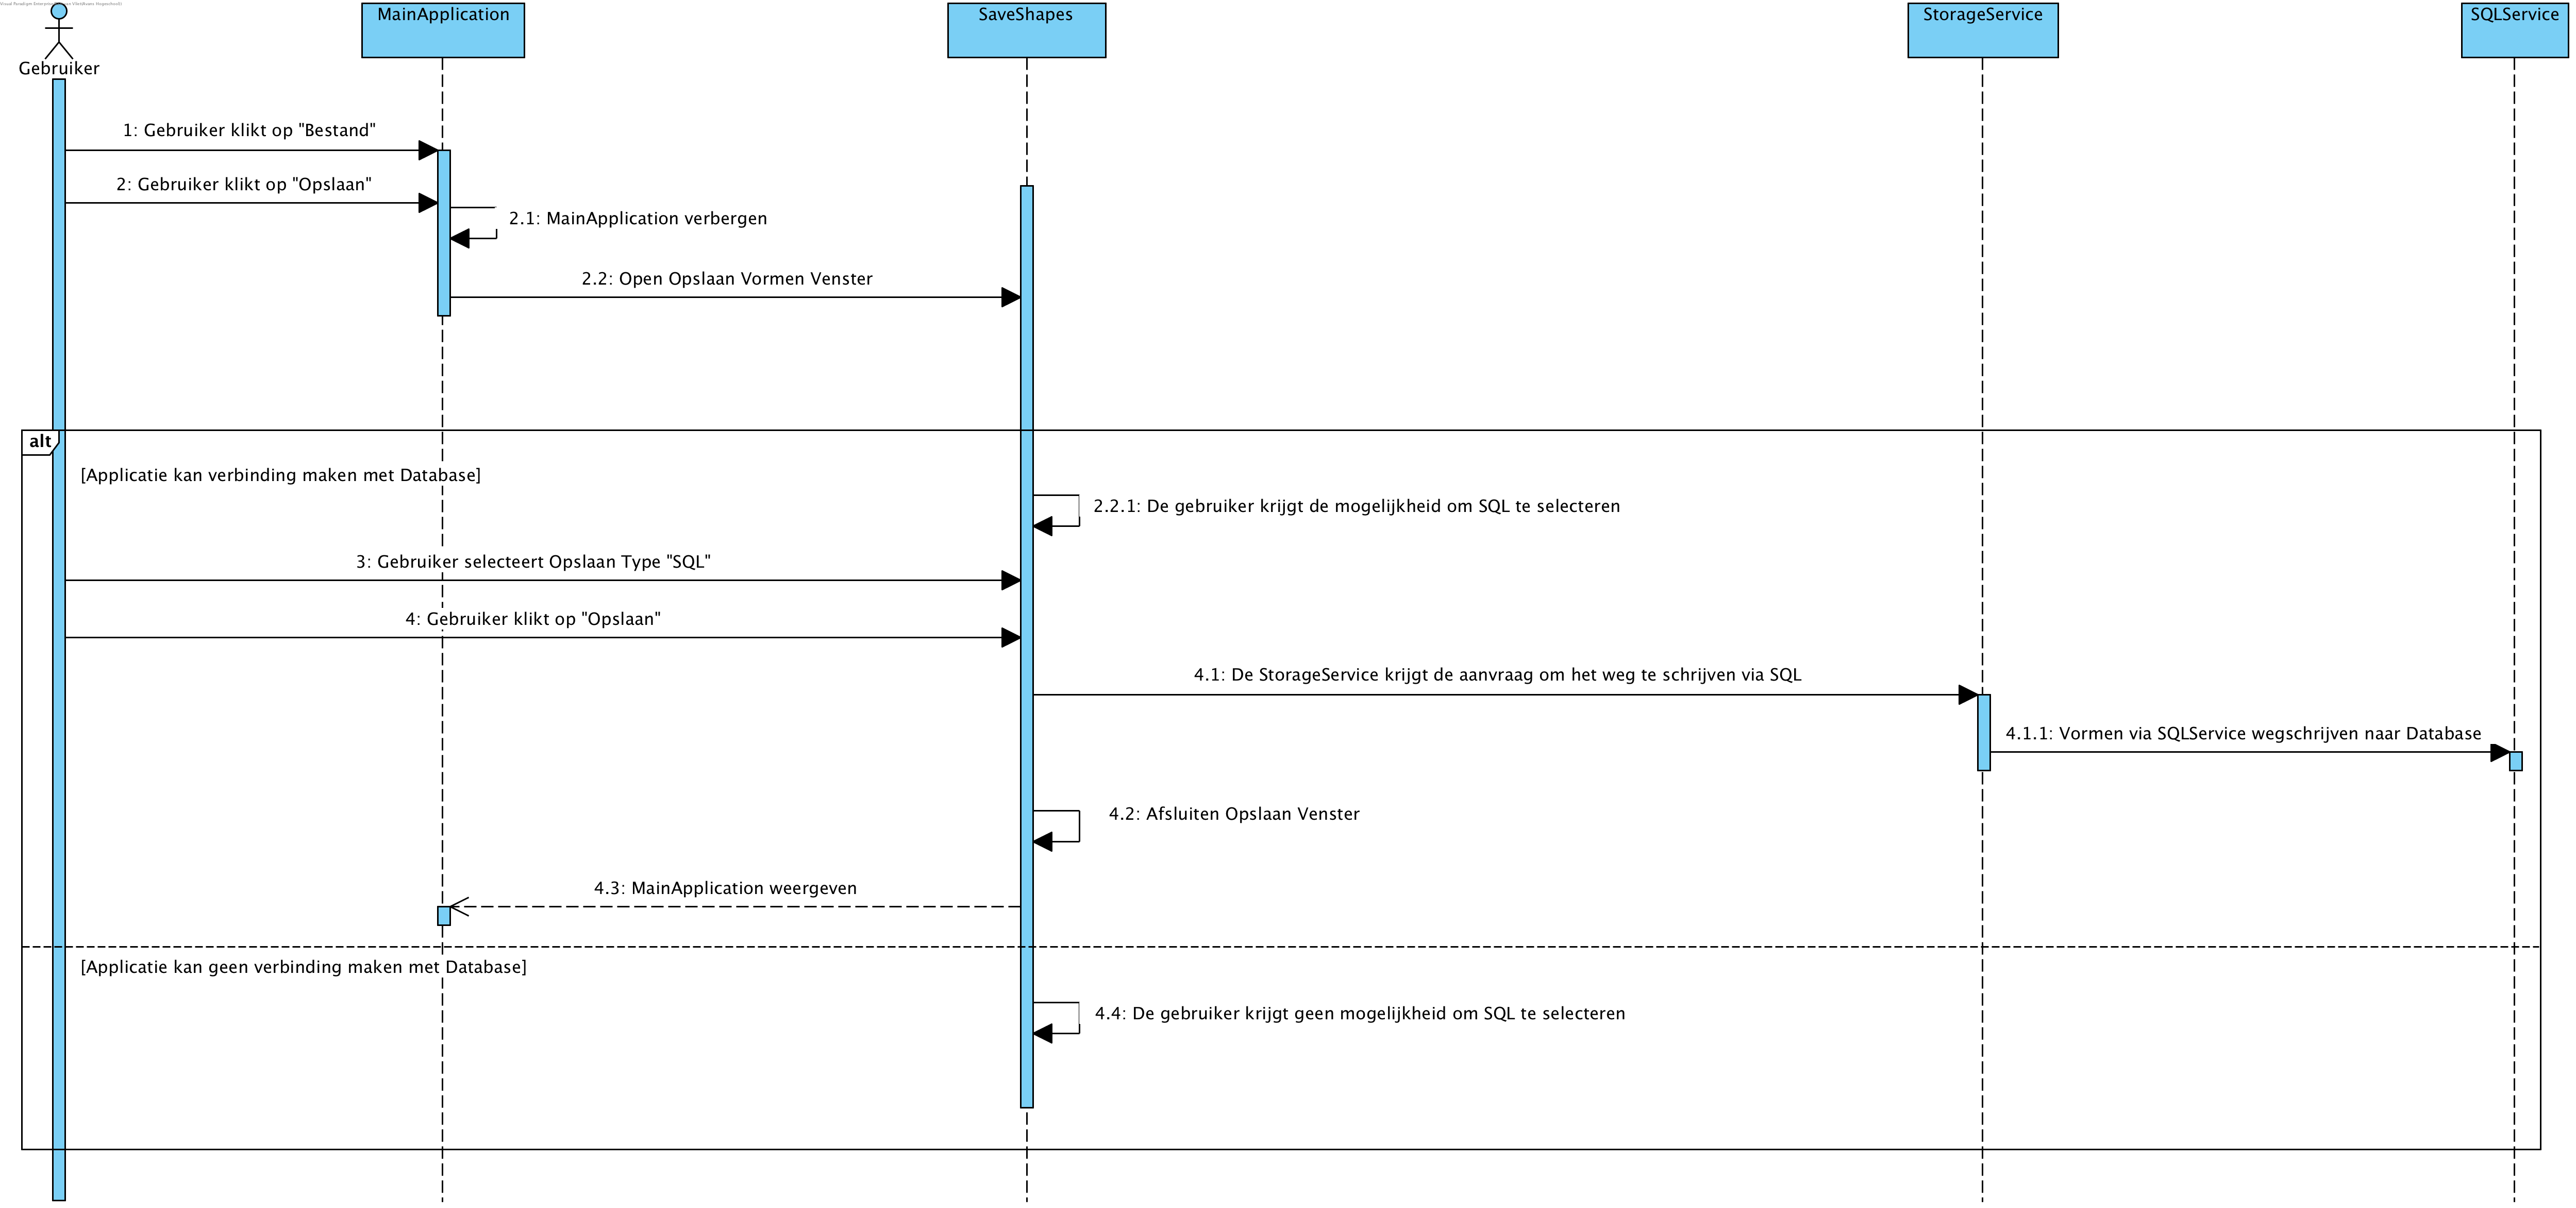 MainApplication
SaveShapes
StorageService
SQLService
Gebruiker
1: Gebruiker klikt op "Bestand"
2: Gebruiker klikt op "Opslaan"
2.1: MainApplication verbergen
2.2: Open Opslaan Vormen Venster
alt
[Applicatie kan verbinding maken met Database]
2.2.1: De gebruiker krijgt de mogelijkheid om SQL te selecteren
3: Gebruiker selecteert Opslaan Type "SQL"
4: Gebruiker klikt op "Opslaan"
4.1: De StorageService krijgt de aanvraag om het weg te schrijven via SQL
4.1.1: Vormen via SQLService wegschrijven naar Database
4.2: Afsluiten Opslaan Venster
4.3: MainApplication weergeven
[Applicatie kan geen verbinding maken met Database]
4.4: De gebruiker krijgt geen mogelijkheid om SQL te selecteren